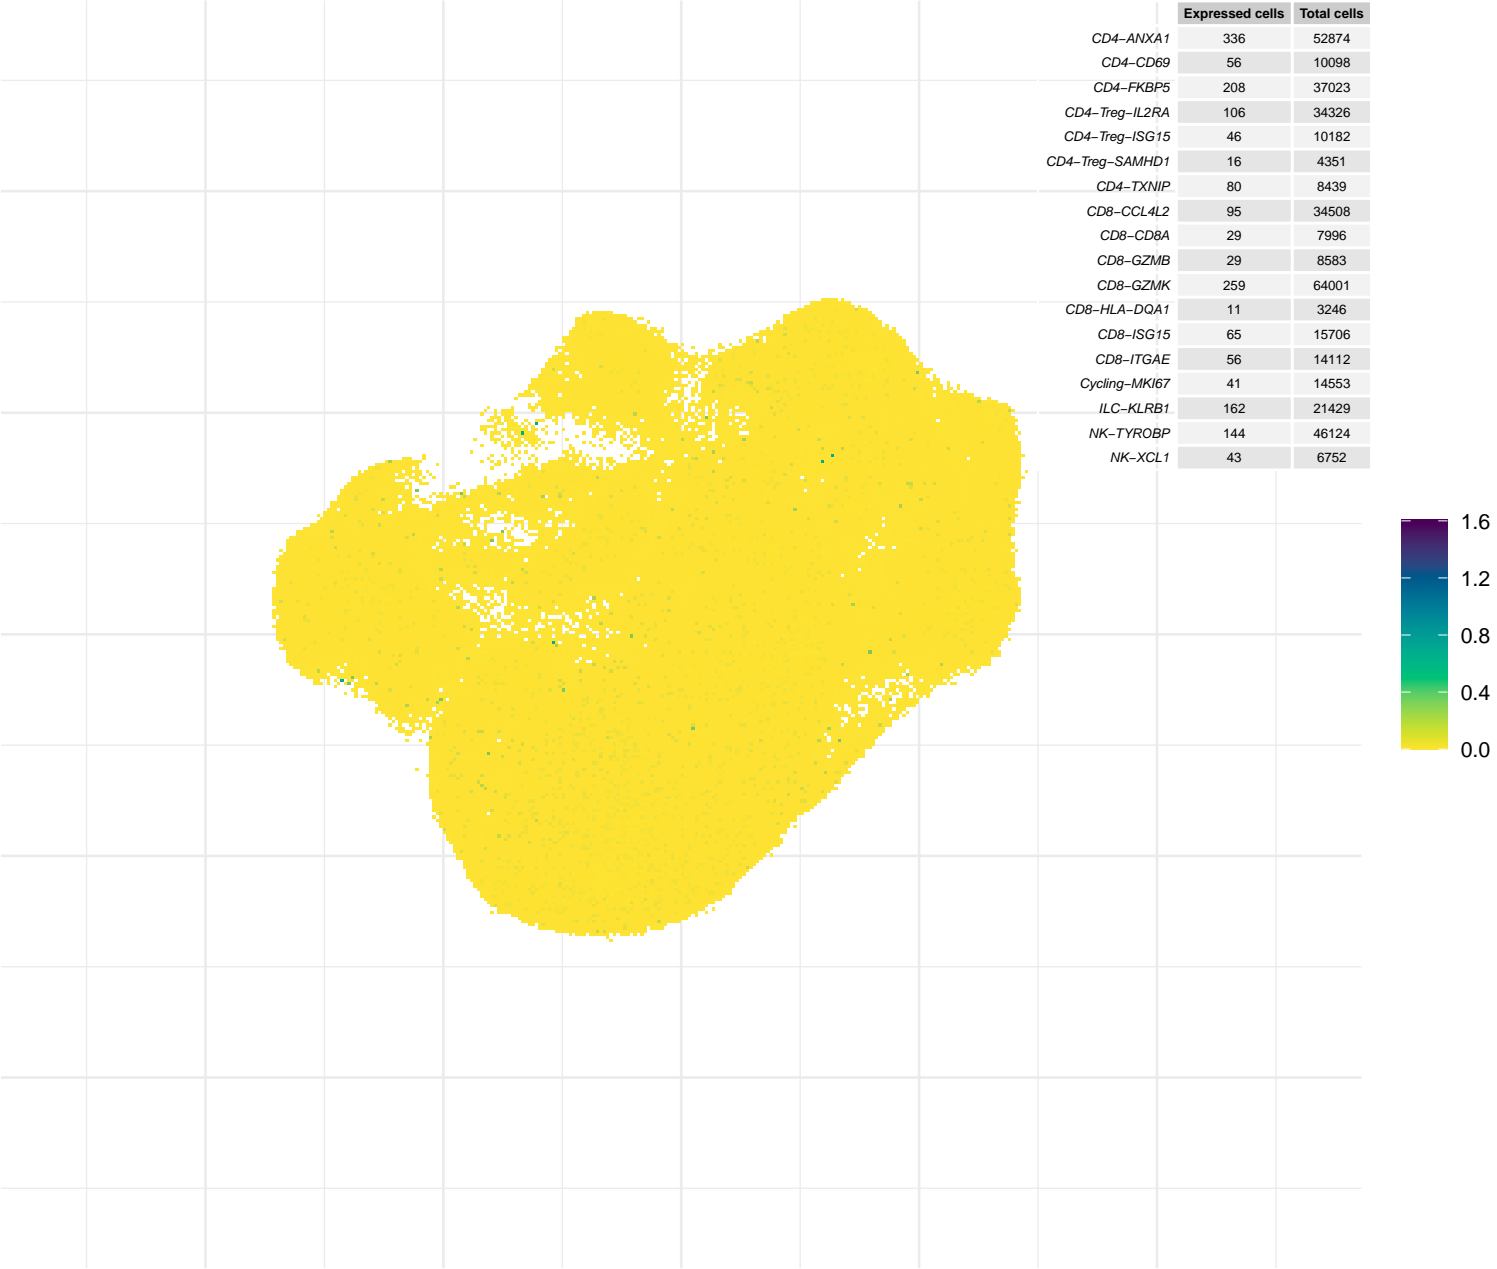 Expressed cells Total cells
CD4−ANXA1 336 52874
CD4−CD69 56 10098
CD4−FKBP5 208 37023
CD4−Treg−IL2RA 106 34326
CD4−Treg−ISG15 46 10182
CD4−Treg−SAMHD1 16 4351
CD4−TXNIP 80 8439
CD8−CCL4L2 95 34508
CD8−CD8A 29 7996
CD8−GZMB 29 8583
CD8−GZMK 259 64001
CD8−HLA−DQA1 11 3246
CD8−ISG15 65 15706
CD8−ITGAE 56 14112
Cycling−MKI67 41 14553
ILC−KLRB1 162 21429
NK−TYROBP 144 46124
NK−XCL1 43 6752
1.6
1.2
0.8
0.4
0.0